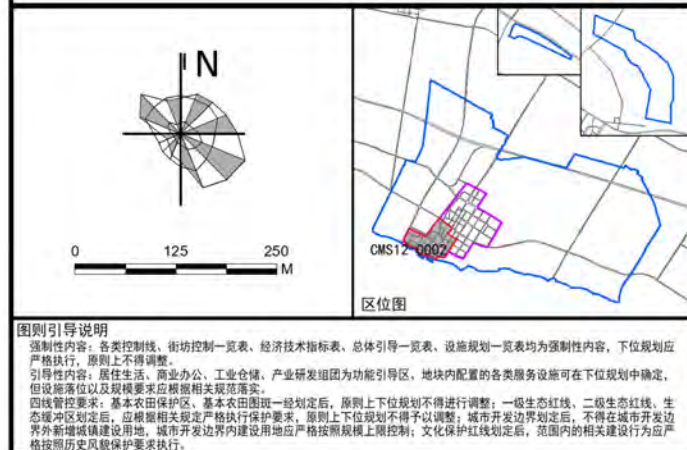 N
0 125 250
M
CMS12-0002
区位图
图则引导说明
强制性内容：各类控制线、街坊控制一览表、经济技术指标表、总体引导一览表、设施规划一览表均为强制性内容，下位规划应
严格执行，原则上不得调整。
引导性内容：居住生活、商业办公、工业仓储、产业研发组团为功能引导区、地块内配置的各类服务设施可在下位规划中确定，
但设施落位以及规模要求应根据相关规范落实。
四线管控要求：基本农田保护区、基本农田图斑一经划定后，原则上下位规划不得进行调整；一级生态红线、二级生态红线、生
态缓冲区划定后，应根据相关规定严格执行保护要求，原则上下位规划不得予以调整；城市开发边界划定后，不得在城市开发边
界外新增城镇建设用地，城市开发边界内建设用地应严格按照规模上限控制；文化保护红线划定后，范围内的相关建设行为应严
格按照历史风貌保护要求执行。